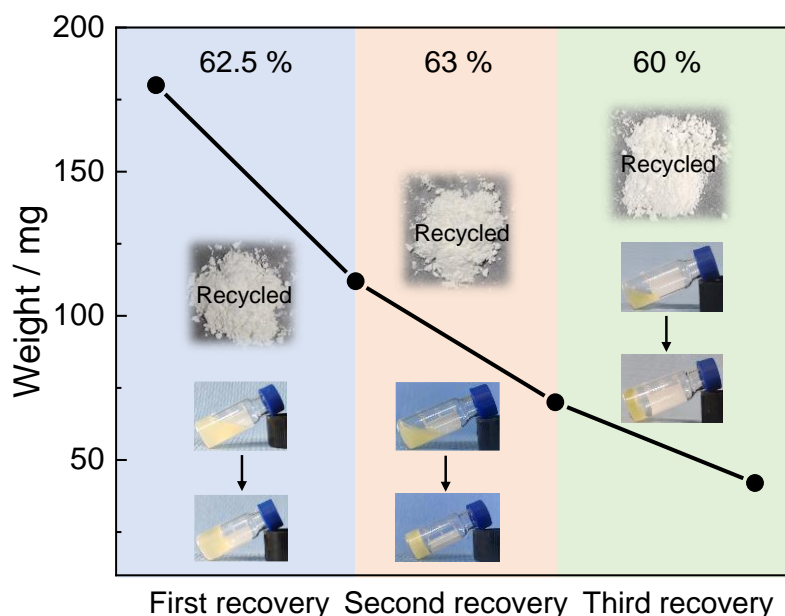 200
62.5 %
63 %
60 %
150
Recycled
Recycled
Recycled
100
50
Weight / mg
First recovery
Second recovery
Third recovery